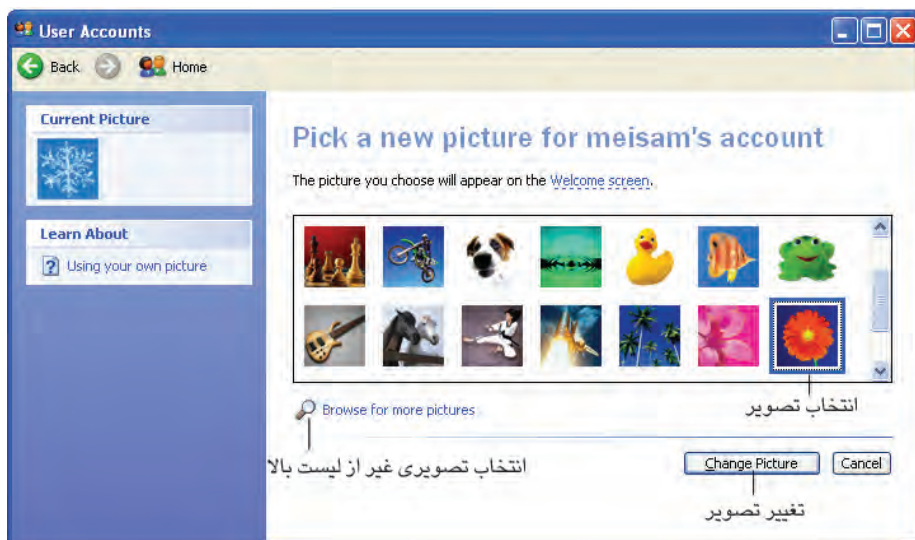 User Accounts
Back
Home
Current Picture
Learn About
? Using your own picture
Pick a new picture for meisam's account
The picture you choose will appear on the Welcome screen.
Browse for more pictures
انتخاب تصویر
انتخاب تصویری غیر از لیست بالا
Change Picture
Cancel
تغییر تصویر